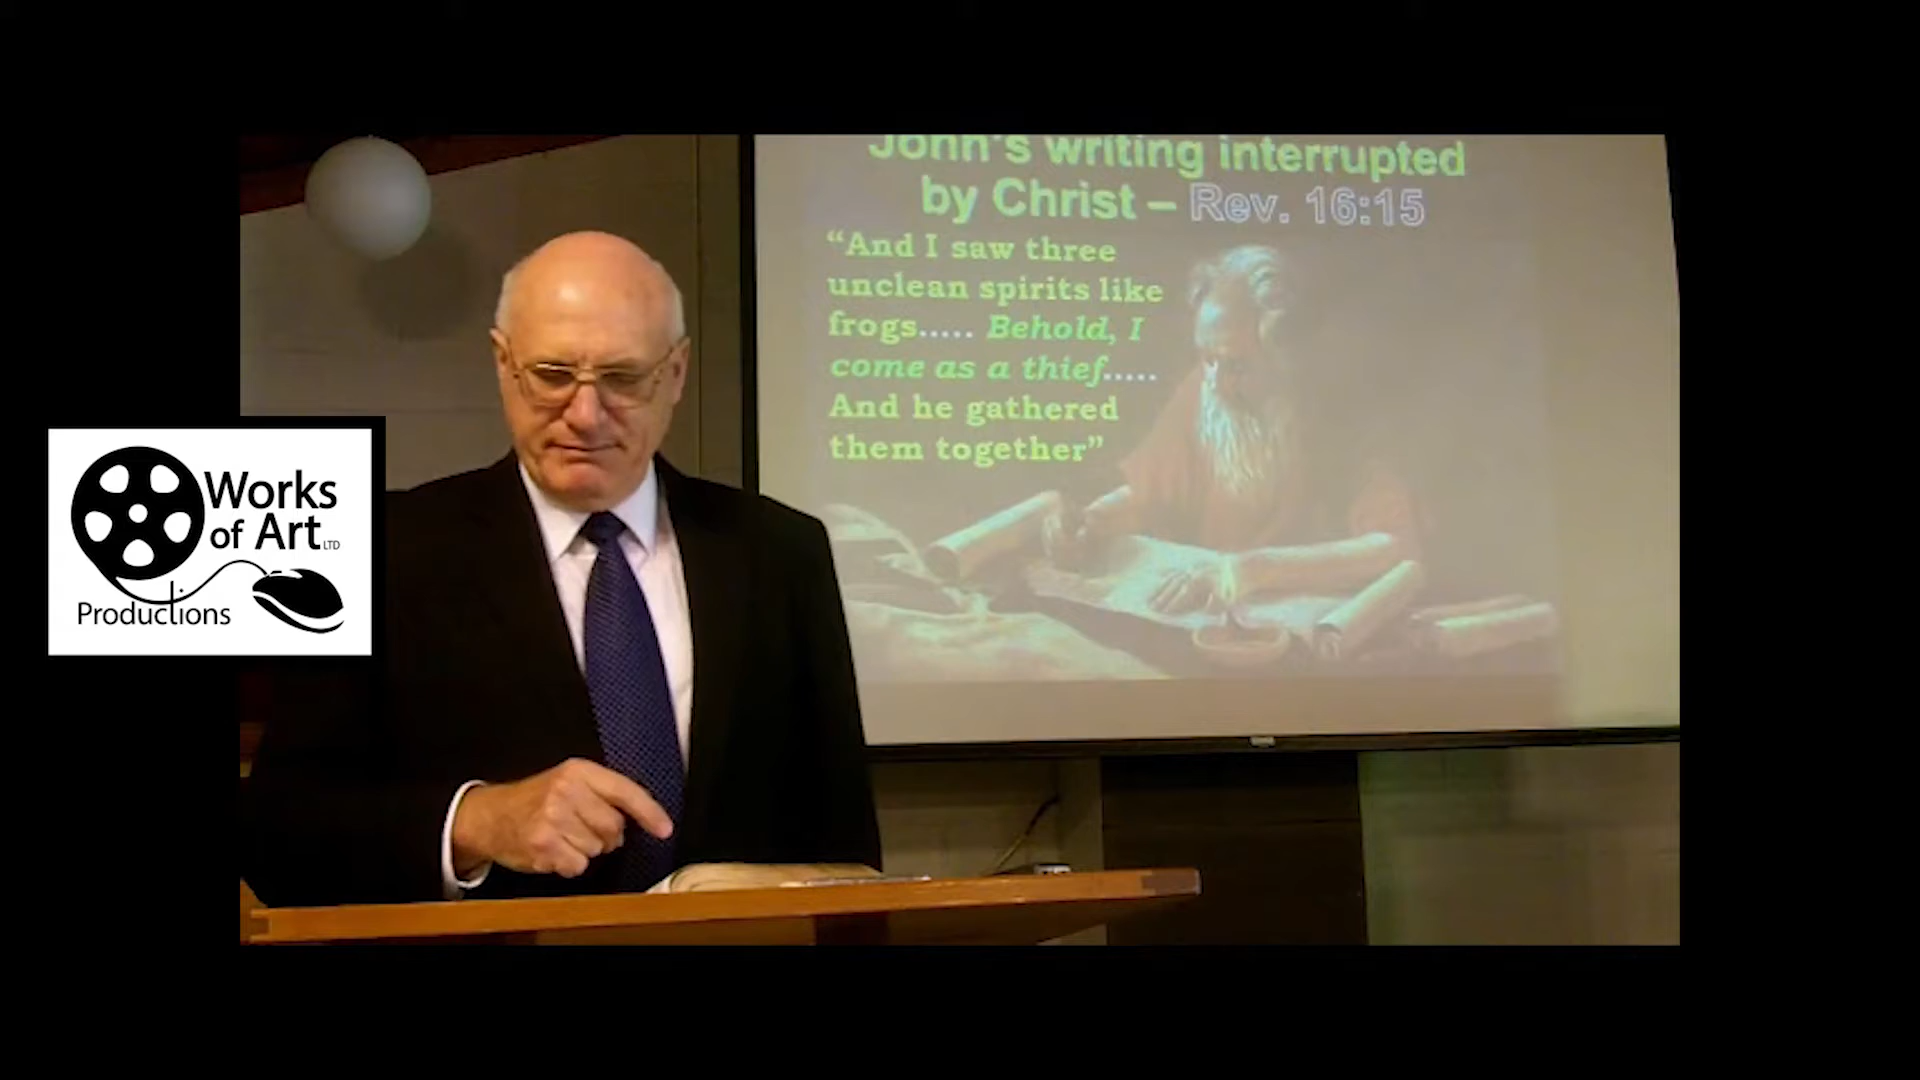 John's writing interrupted
by Christ – Rev. 16:15
“And I saw three
unclean spirits like
frogs..... Behold, I
come as a thief.....
And he gathered
them together”
Works
of Art LTD
Productions